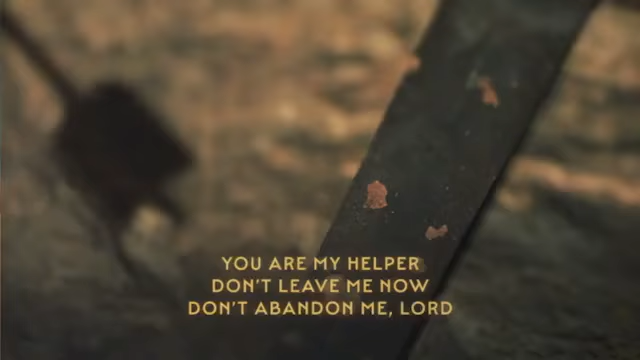 YOU ARE MY HELPER
DON'T LEAVE ME NOW
DON'T ABANDON ME, LORD